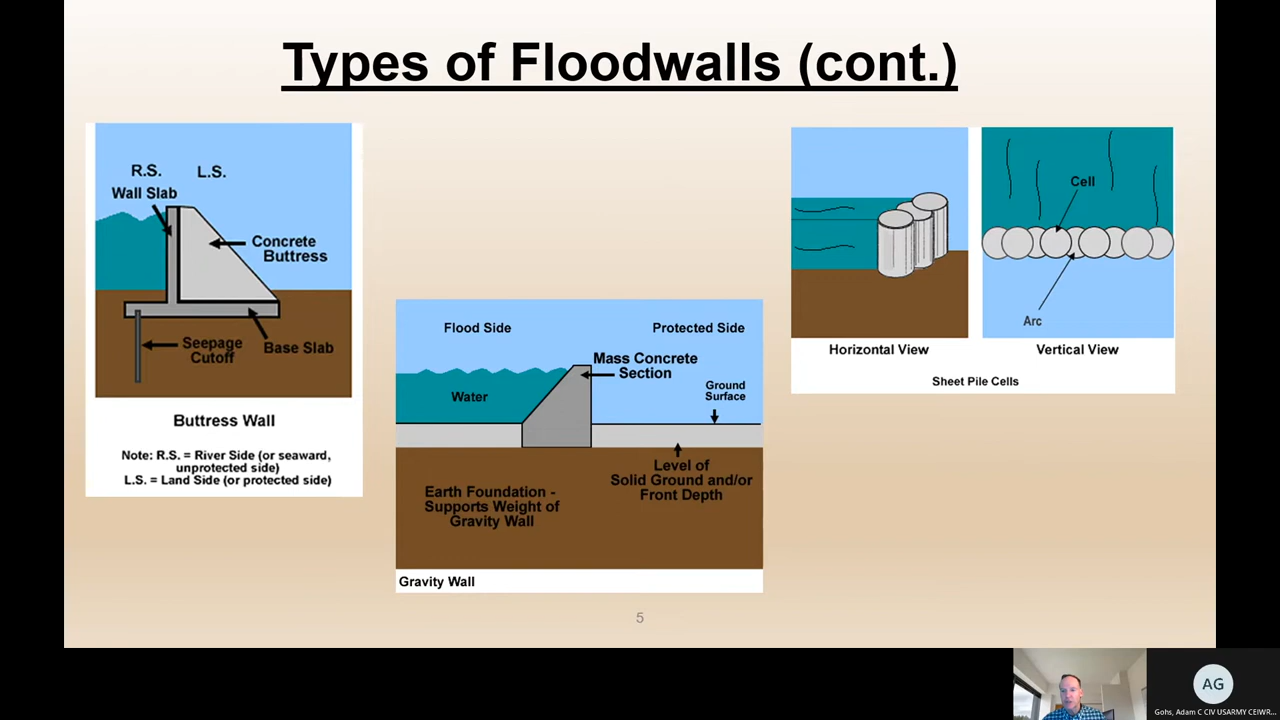 Types of Floodwalls (cont.)
R.S. L.S.
Wall Slab
Concrete
Buttress
Seepage
Cutoff
Base Slab
Buttress Wall
Note: R.S. = River Side (or seaward,
unprotected side)
L.S. = Land Side (or protected side)
Flood Side
Protected Side
Mass Concrete
Section
Water
Ground
Surface
Level of
Solid Ground and/or
Front Depth
Earth Foundation -
Supports Weight of
Gravity Wall
Gravity Wall
Cell
Arc
Horizontal View
Vertical View
Sheet Pile Cells
5
AG
Gohs, Adam C CIV USARMY CEIWR...